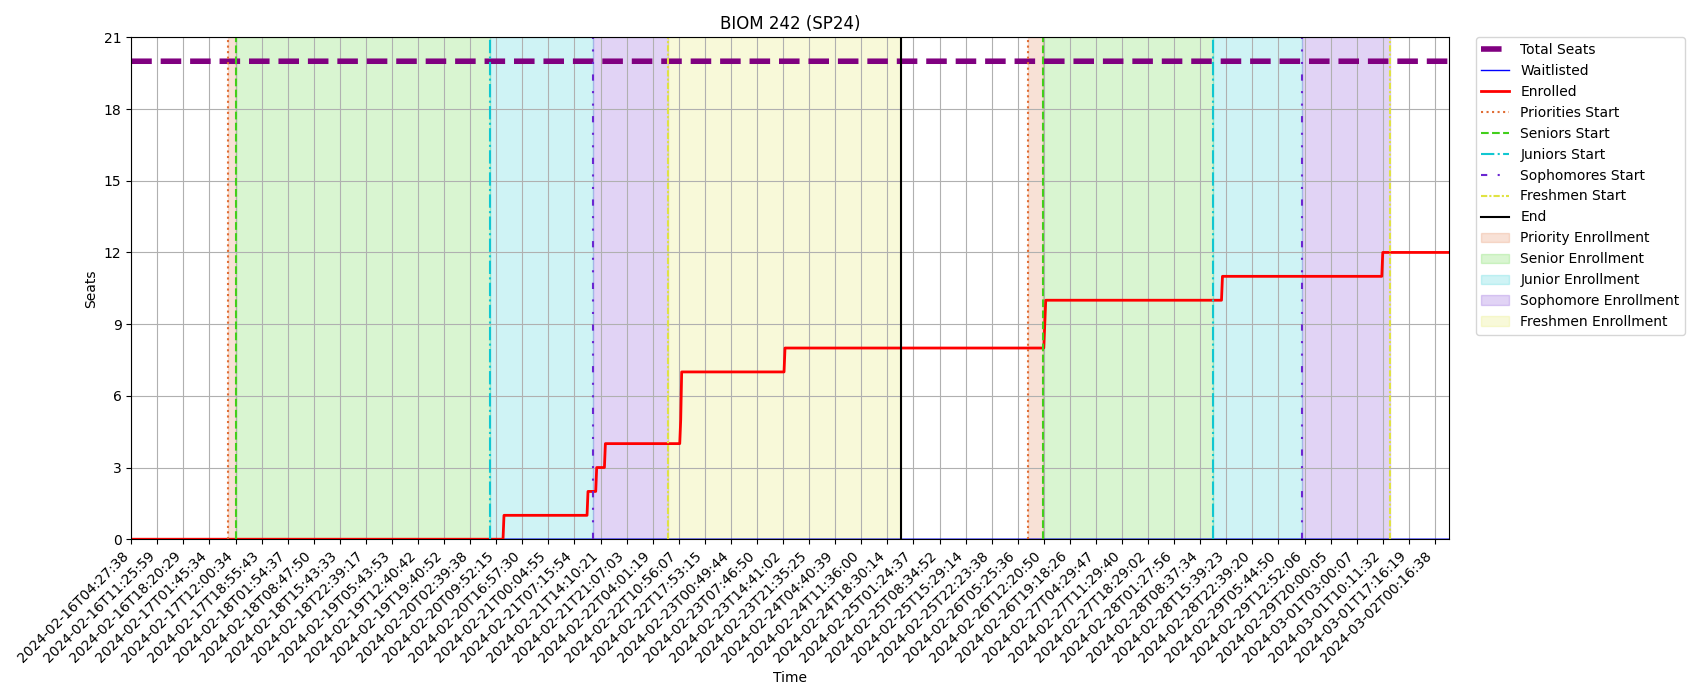 BIOM 242 (SP24)
21
18
15
12
9
6
3
0
Seats
2024-02-16T04:27:38
2024-02-16T11:25:59
2024-02-16T18:20:29
2024-02-17T01:45:34
2024-02-17T12:00:34
2024-02-17T18:55:43
2024-02-18T01:54:37
2024-02-18T08:47:50
2024-02-18T15:43:33
2024-02-18T22:39:17
2024-02-19T05:43:53
2024-02-19T12:40:42
2024-02-19T19:40:52
2024-02-20T02:39:38
2024-02-20T09:52:15
2024-02-20T16:57:30
2024-02-21T00:04:55
2024-02-21T07:15:54
2024-02-21T14:10:21
2024-02-21T21:07:03
2024-02-22T04:01:19
2024-02-22T10:56:07
2024-02-22T17:53:15
2024-02-23T00:49:44
2024-02-23T07:46:50
2024-02-23T14:41:02
2024-02-23T21:35:25
2024-02-24T04:40:39
2024-02-24T11:36:00
2024-02-24T18:30:14
2024-02-25T01:24:37
2024-02-25T08:34:52
2024-02-25T15:29:14
2024-02-25T22:23:38
2024-02-26T05:25:36
2024-02-26T12:20:50
2024-02-26T19:18:26
2024-02-27T04:29:47
2024-02-27T11:29:40
2024-02-27T18:29:02
2024-02-28T01:27:56
2024-02-28T08:37:34
2024-02-28T15:39:23
2024-02-28T22:39:20
2024-02-29T05:44:50
2024-02-29T12:52:06
2024-02-29T20:00:05
2024-03-01T03:00:07
2024-03-01T10:11:32
2024-03-01T17:16:19
2024-03-02T00:16:38
Time
Total Seats
Waitlisted
Enrolled
Priorities Start
Seniors Start
Juniors Start
Sophomores Start
Freshmen Start
End
Priority Enrollment
Senior Enrollment
Junior Enrollment
Sophomore Enrollment
Freshmen Enrollment